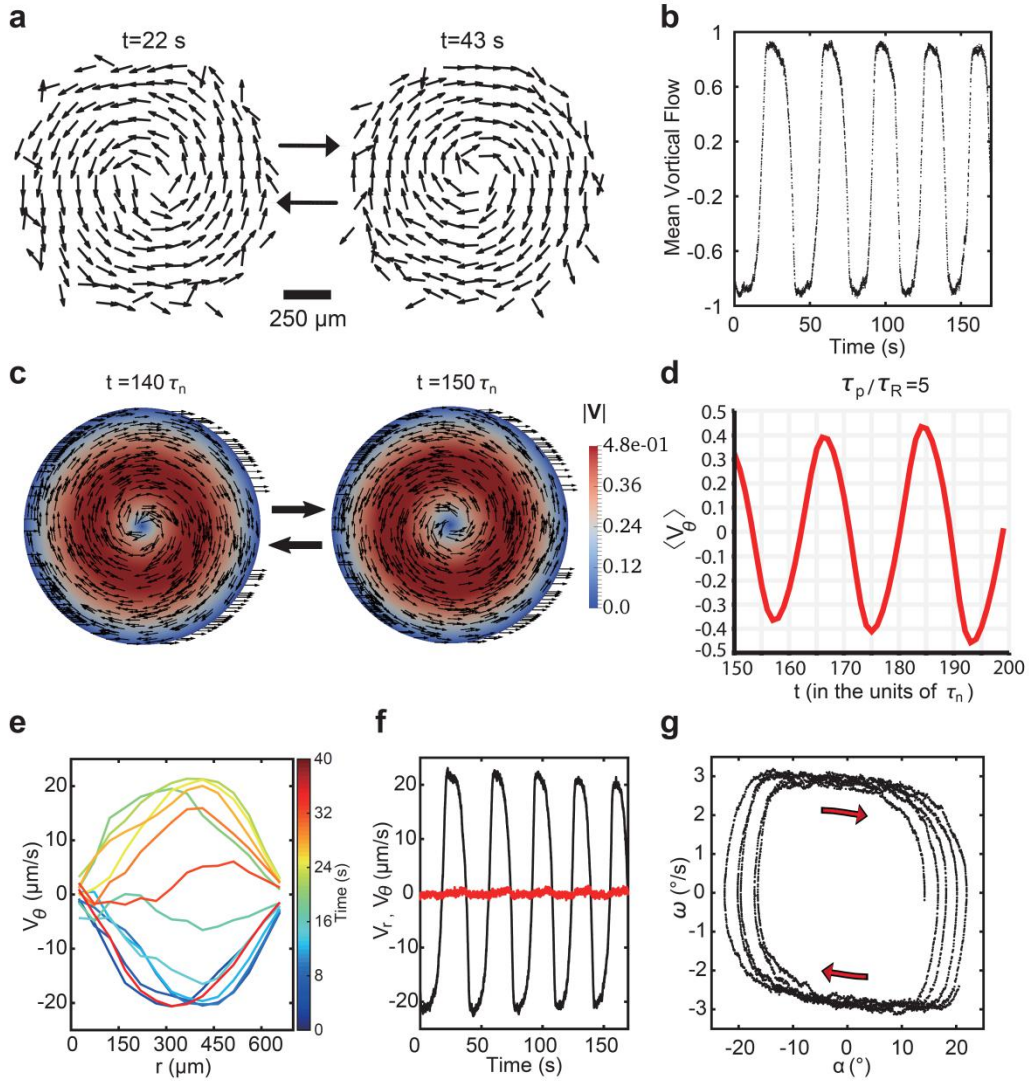 a
t=22 s
t=43 s
250 µm
b
Mean Vortical Flow
1
0.6
0.2
-0.2
-0.6
-1
0
50
100
150
Time (s)
c
t =140 τn
t =150 τn
|V|
4.8e-01
0.36
0.24
0.12
0.0
d
τp/τR=5
⟨Vθ⟩
0.5
0.4
0.3
0.2
0.1
0
-0.1
-0.2
-0.3
-0.4
-0.5
150
160
170
180
190
200
t (in the units of τn)
e
Vθ (µm/s)
20
10
0
-10
-20
0
150
300
450
600
r (µm)
40
32
24
16
8
0
Time (s)
f
Vr , Vθ (µm/s)
20
10
0
-10
-20
0
50
100
150
Time (s)
g
ω (°/s)
3
2
1
0
-1
-2
-3
-20
-10
0
10
20
α (°)